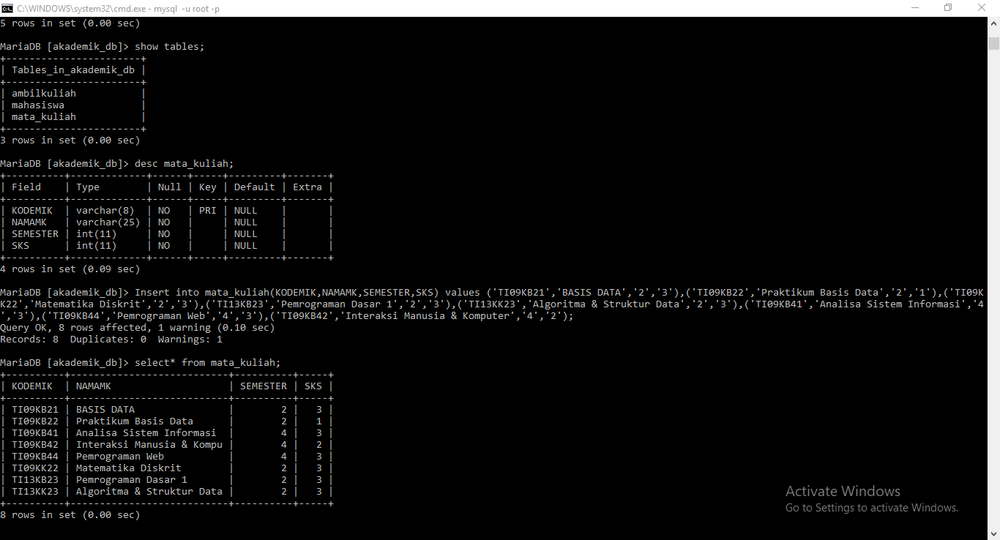 C:\WINDOWS\system32\cmd.exe - mysql  -u root -p
5 rows in set (0.00 sec)

MariaDB [akademik_db]> show tables;
+-----------------------+
| Tables_in_akademik_db |
+-----------------------+
| ambilkuliah           |
| mahasiswa             |
| mata_kuliah           |
+-----------------------+
3 rows in set (0.00 sec)

MariaDB [akademik_db]> desc mata_kuliah;
+----------+-------------+------+-----+---------+-------+
| Field    | Type        | Null | Key | Default | Extra |
+----------+-------------+------+-----+---------+-------+
| KODEMIK  | varchar(8)  | NO   | PRI | NULL    |       |
| NAMAMK   | varchar(25) | NO   |     | NULL    |       |
| SEMESTER | int(11)     | NO   |     | NULL    |       |
| SKS      | int(11)     | NO   |     | NULL    |       |
+----------+-------------+------+-----+---------+-------+
4 rows in set (0.09 sec)

MariaDB [akademik_db]> Insert into mata_kuliah(KODEMIK,NAMAMK,SEMESTER,SKS) values ('TI09KB21','BASIS DATA','2','3'),('TI09KB22','Praktikum Basis Data','2','1'),('TI09K
K22','Matematika Diskrit','2','3'),('TI13KB23','Pemrograman Dasar 1','2','3'),('TI13KK23','Algoritma & Struktur Data','2','3'),('TI09KB41','Analisa Sistem Informasi','4
','3'),('TI09KB44','Pemrograman Web','4','3'),('TI09KB42','Interaksi Manusia & Komputer','4','2');
Query OK, 8 rows affected, 1 warning (0.10 sec)
Records: 8  Duplicates: 0  Warnings: 1

MariaDB [akademik_db]> select* from mata_kuliah;
+----------+---------------------------+----------+-----+
| KODEMIK  | NAMAMK                    | SEMESTER | SKS |
+----------+---------------------------+----------+-----+
| TI09KB21 | BASIS DATA                |        2 |   3 |
| TI09KB22 | Praktikum Basis Data      |        2 |   1 |
| TI09KB41 | Analisa Sistem Informasi  |        4 |   3 |
| TI09KB42 | Interaksi Manusia & Kompu |        4 |   2 |
| TI09KB44 | Pemrograman Web           |        4 |   3 |
| TI09KK22 | Matematika Diskrit        |        2 |   3 |
| TI13KB23 | Pemrograman Dasar 1       |        2 |   3 |
| TI13KK23 | Algoritma & Struktur Data |        2 |   3 |
+----------+---------------------------+----------+-----+
8 rows in set (0.00 sec)
Activate Windows
Go to Settings to activate Windows.